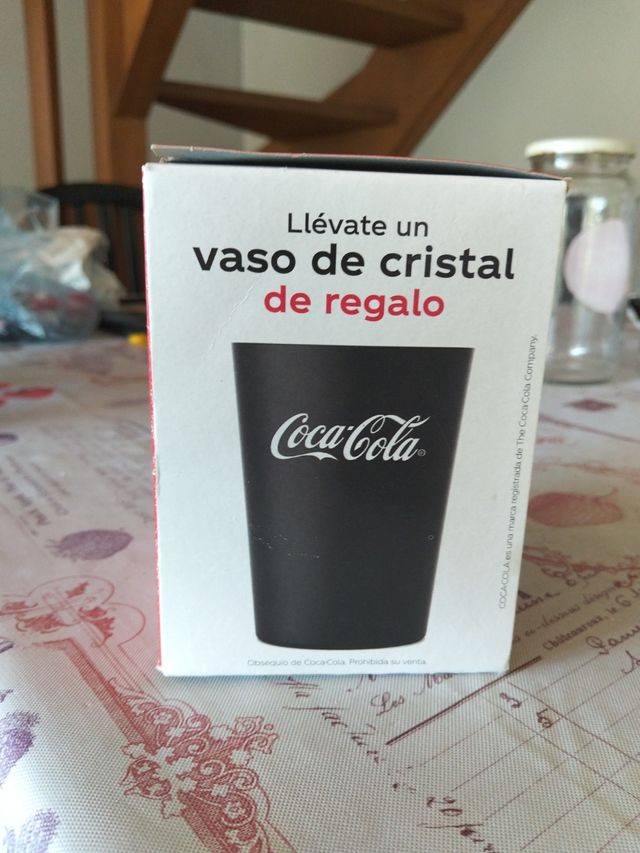 Llévate un
vaso de cristal
de regalo
Coca-Cola®
COCA-COLA es una marca registrada de The Coca-Cola Company.
Obsequio de Coca-Cola. Prohibida su venta.